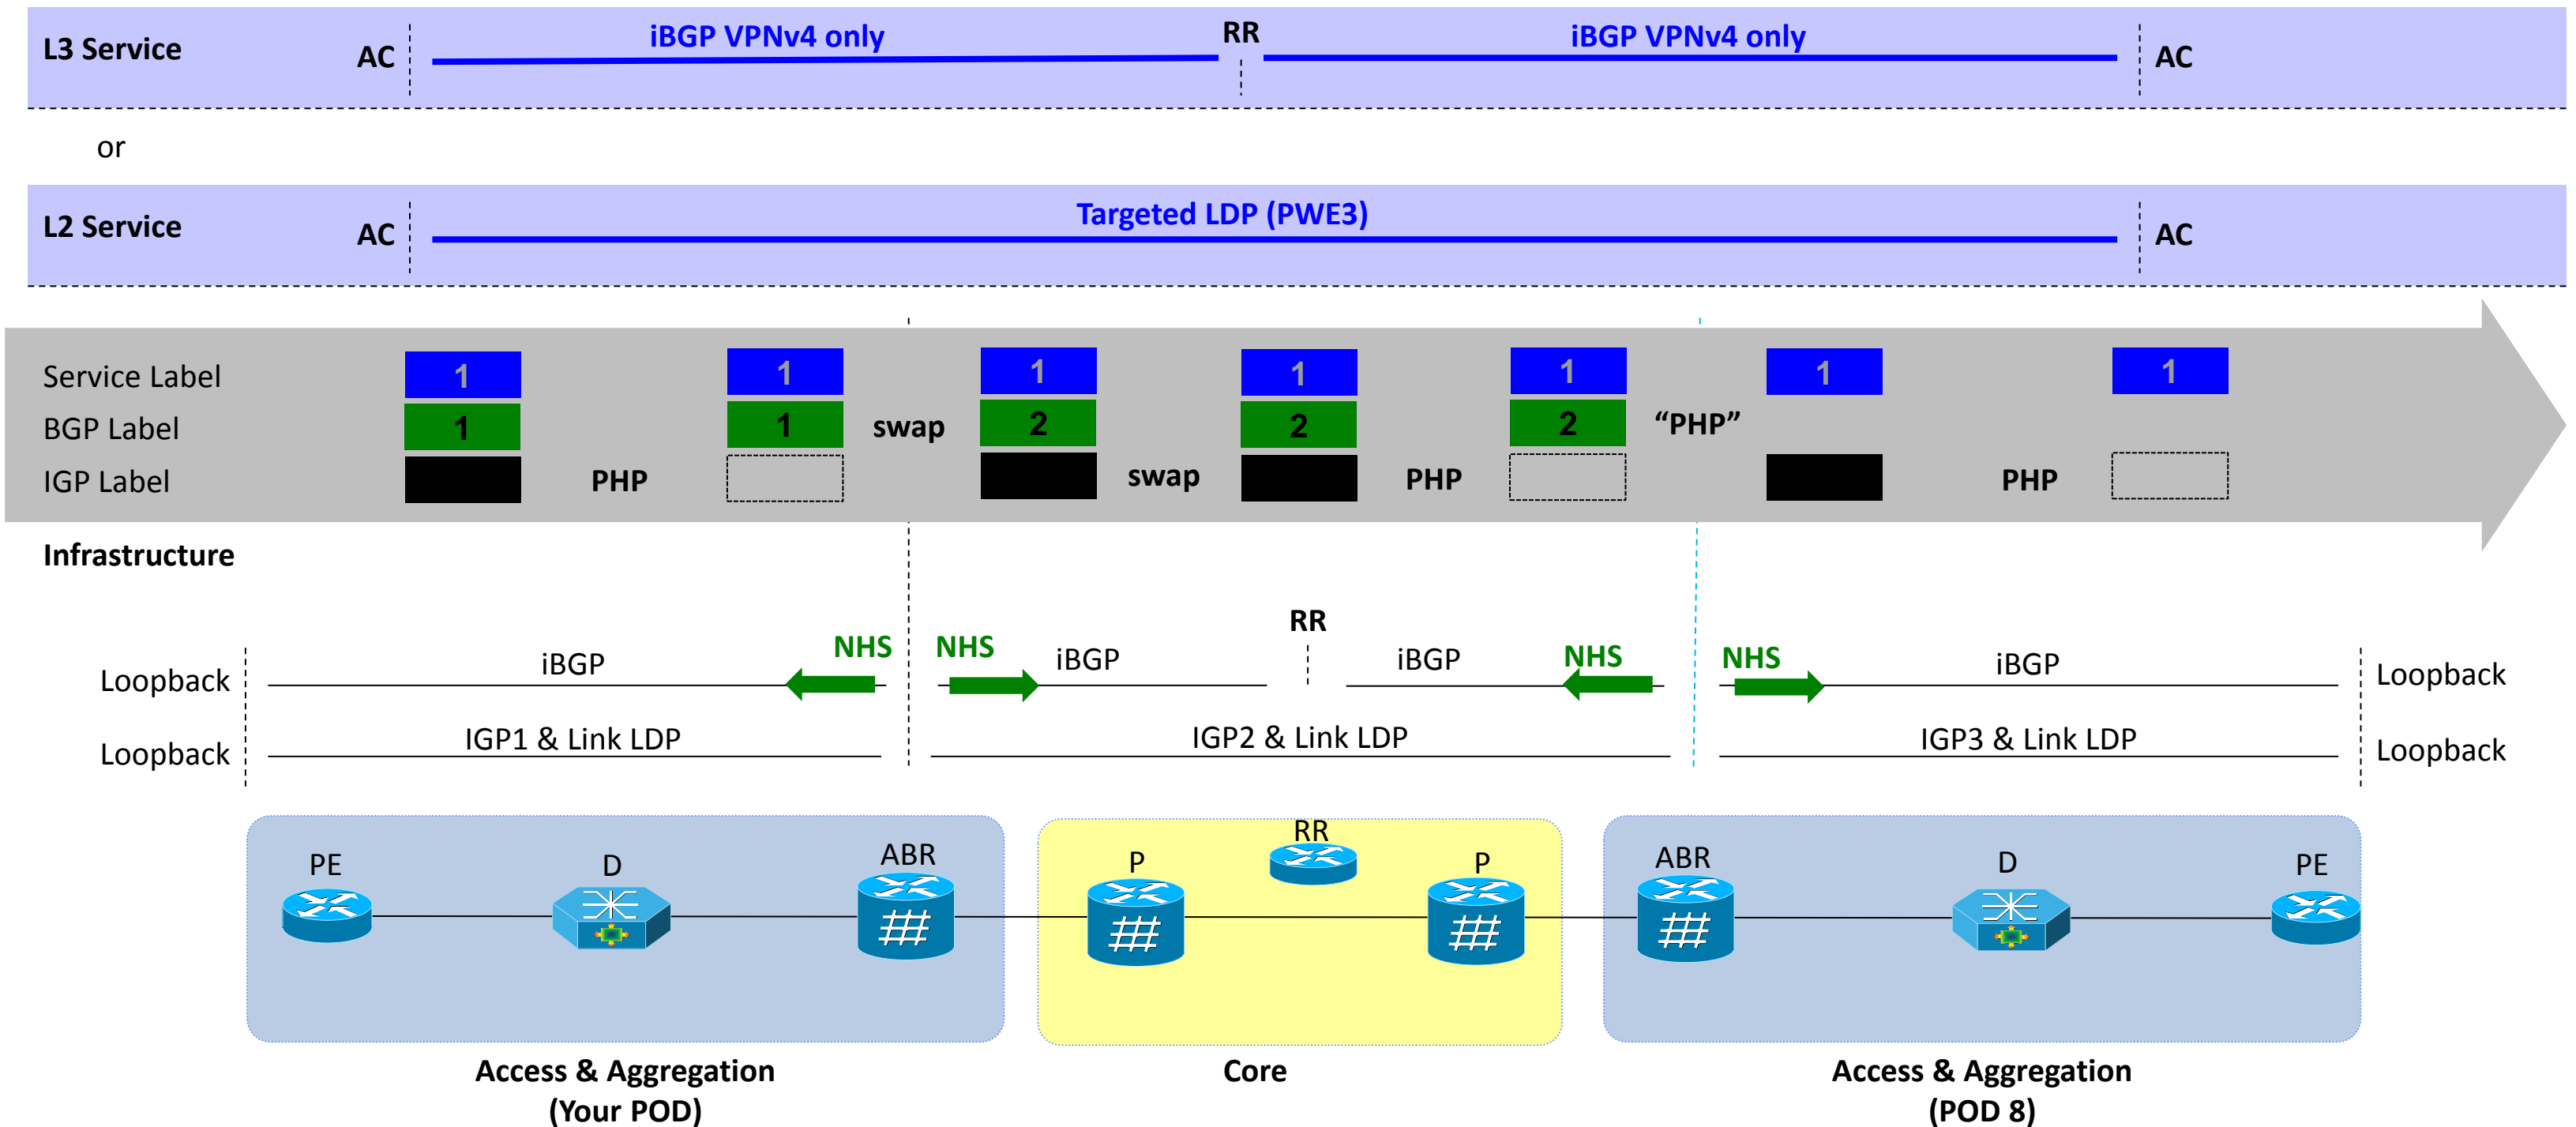 L3 Service
AC
iBGP VPNv4 only
RR
iBGP VPNv4 only
AC
or
L2 Service
AC
Targeted LDP (PWE3)
AC
Service Label
1
1
1
1
1
1
1
BGP Label
1
1
swap
2
2
2
“PHP”
IGP Label
PHP
swap
PHP
PHP
Infrastructure
RR
Loopback
iBGP
NHS
NHS
iBGP
iBGP
NHS
NHS
iBGP
Loopback
Loopback
IGP1 & Link LDP
IGP2 & Link LDP
IGP3 & Link LDP
Loopback
PE
D
ABR
P
RR
P
ABR
D
PE
Access & Aggregation
(Your POD)
Core
Access & Aggregation
(POD 8)